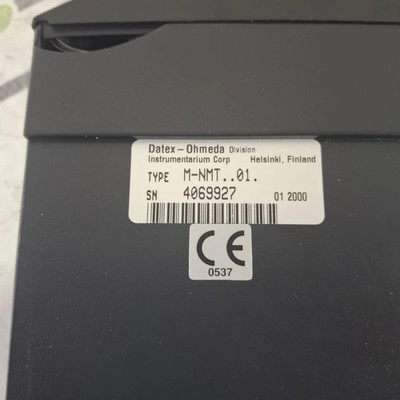 Datex-Ohmeda Division
Instrumentarium Corp Helsinki, Finland
TYPE M-NMT..01.
SN 4069927 01 2000
CE
0537